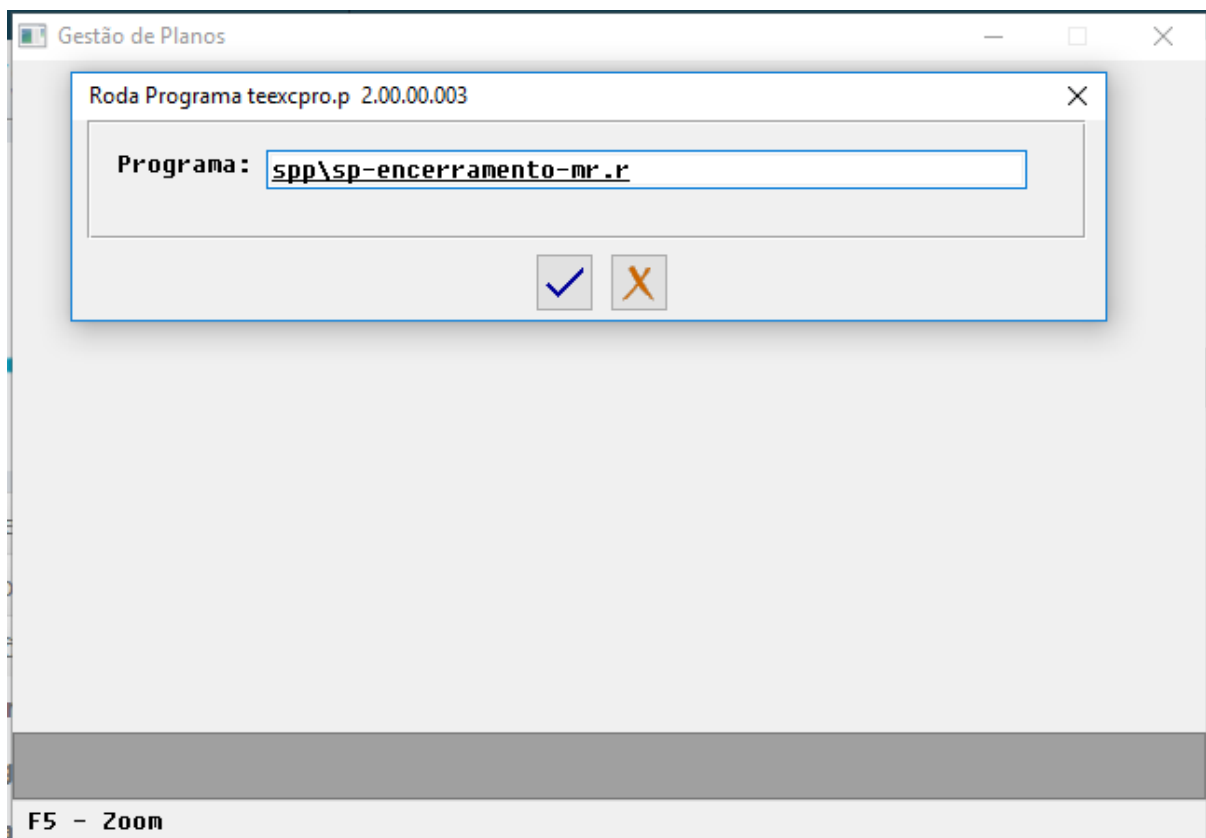 Gestão de Planos
Roda Programa teexcpro.p 2.00.00.003
Programa: spp\sp-encerramento-mr.r
F5 - Zoom